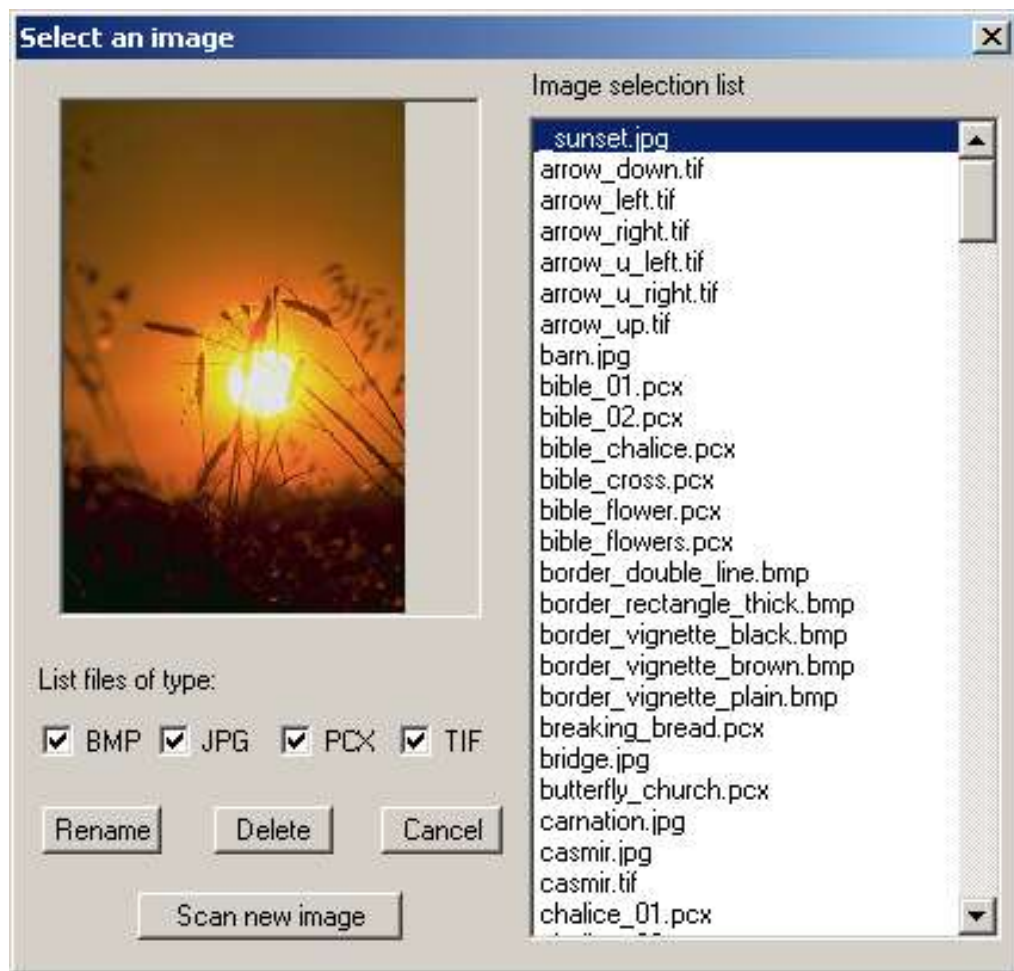 Select an image
Image selection list
_sunset.jpg
arrow_down.tif
arrow_left.tif
arrow_right.tif
arrow_u_left.tif
arrow_u_right.tif
arrow_up.tif
barn.jpg
bible_01.pcx
bible_02.pcx
bible_chalice.pcx
bible_cross.pcx
bible_flower.pcx
bible_flowers.pcx
border_double_line.bmp
border_rectangle_thick.bmp
border_vignette_black.bmp
border_vignette_brown.bmp
border_vignette_plain.bmp
breaking_bread.pcx
bridge.jpg
butterfly_church.pcx
carnation.jpg
casmir.jpg
casmir.tif
chalice_01.pcx
List files of type:
BMP JPG PCX TIF
Rename Delete Cancel
Scan new image